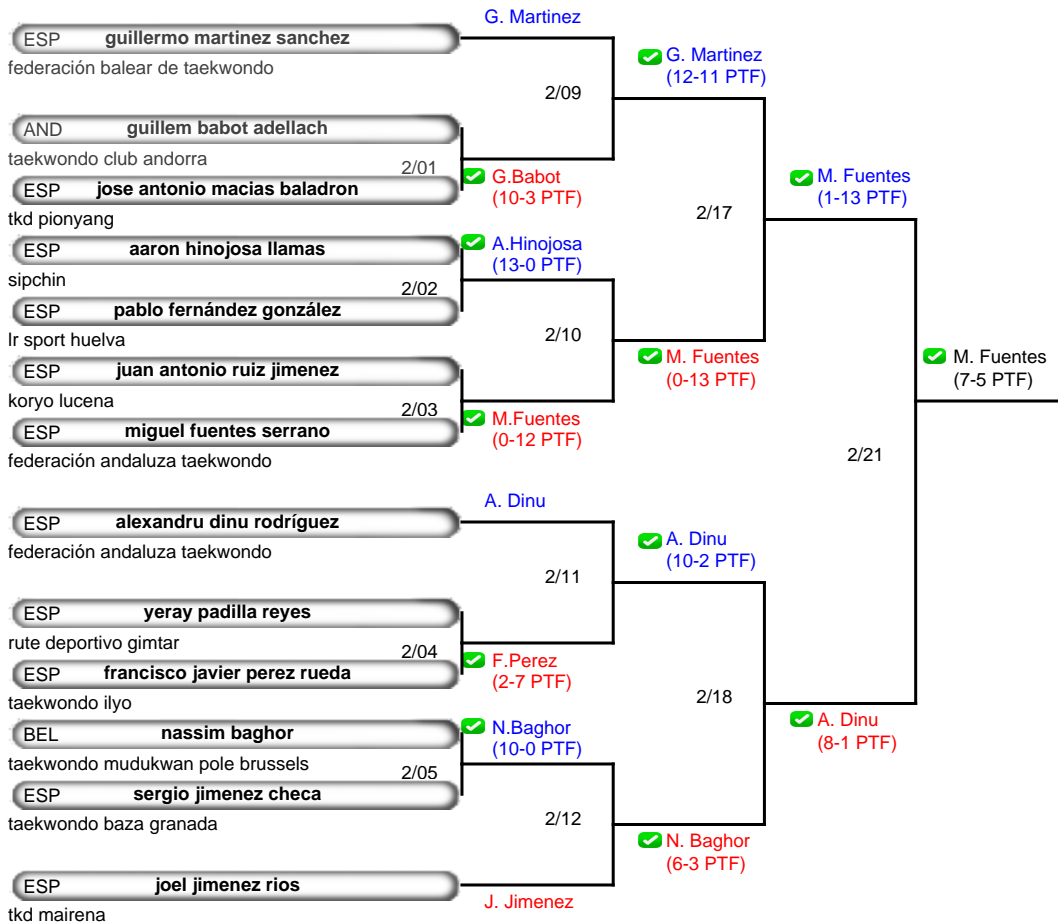 G. Martinez
ESP guillermo martinez sanchez
federación balear de taekwondo
G. Martinez
(12-11 PTF)
2/09
AND guillem babot adellach
taekwondo club andorra
2/01
G.Babot
(10-3 PTF)
ESP jose antonio macias baladron
tkd pionyang
M. Fuentes
(1-13 PTF)
2/17
ESP aaron hinojosa llamas
sipchin
A.Hinojosa
(13-0 PTF)
2/02
ESP pablo fernández gonzález
lr sport huelva
2/10
M. Fuentes
(0-13 PTF)
ESP juan antonio ruiz jimenez
koryo lucena
2/03
M.Fuentes
(0-12 PTF)
ESP miguel fuentes serrano
federación andaluza taekwondo
M. Fuentes
(7-5 PTF)
2/21
A. Dinu
ESP alexandru dinu rodríguez
federación andaluza taekwondo
A. Dinu
(10-2 PTF)
2/11
ESP yeray padilla reyes
rute deportivo gimtar
2/04
F.Perez
(2-7 PTF)
ESP francisco javier perez rueda
taekwondo ilyo
2/18
A. Dinu
(8-1 PTF)
BEL nassim baghor
taekwondo mudukwan pole brussels
N.Baghor
(10-0 PTF)
2/05
ESP sergio jimenez checa
taekwondo baza granada
2/12
N. Baghor
(6-3 PTF)
ESP joel jimenez rios
tkd mairena
J. Jimenez